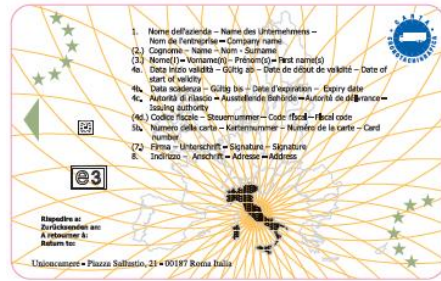 1. Nome dell'azienda – Name des Unternehmens –
Nom de l'entreprise – Company name
(2.) Cognome – Name – Nom - Surname
(3.) Nome(I) – Vorname(n) – Prénom(s) – First name(s)
4a. Data inizio validità – Gültig ab – Date de début de validité – Date of
start of validity
4b. Data scadenza – Gültig bis – Date d'expiration – Expiry date
4c. Autorità di rilascio – Ausstellende Behörde – Autorité de délivrance –
Issuing authority
(4d.) Codice fiscale – Steuernummer – Code fiscal – Fiscal code
5b. Numero della carta – Kartennummer – Numéro de la carte – Card
number
(7.) Firma – Unterschrift – Signature – Signature
8. Indirizzo – Anschrift – Adresse – Address
CARTA
CRONOTACHIGRAFICA
e3
Rispedire a:
Zurücksenden an:
A retourner à:
Return to:
Unioncamere – Piazza Sallustio, 21 – 00187 Roma Italia